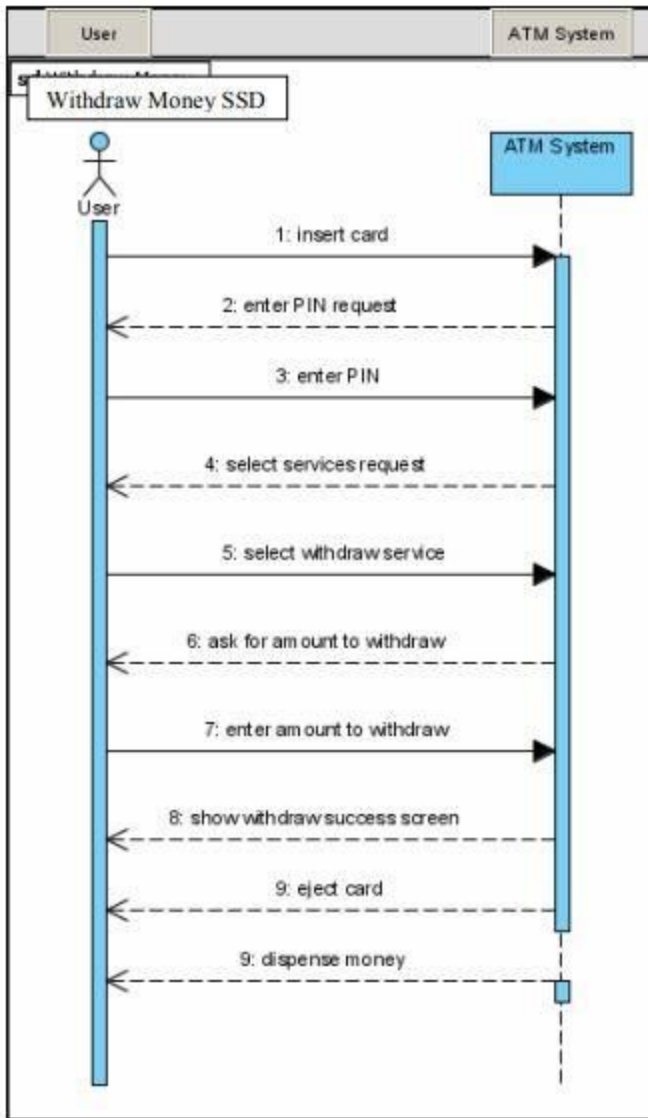 User
ATM System
Withdraw Money SSD
ATM System
User
1: insert card
2: enter PIN request
3: enter PIN
4: select services request
5: select withdraw service
6: ask for amount to withdraw
7: enter amount to withdraw
8: show withdraw success screen
9: eject card
9: dispense money